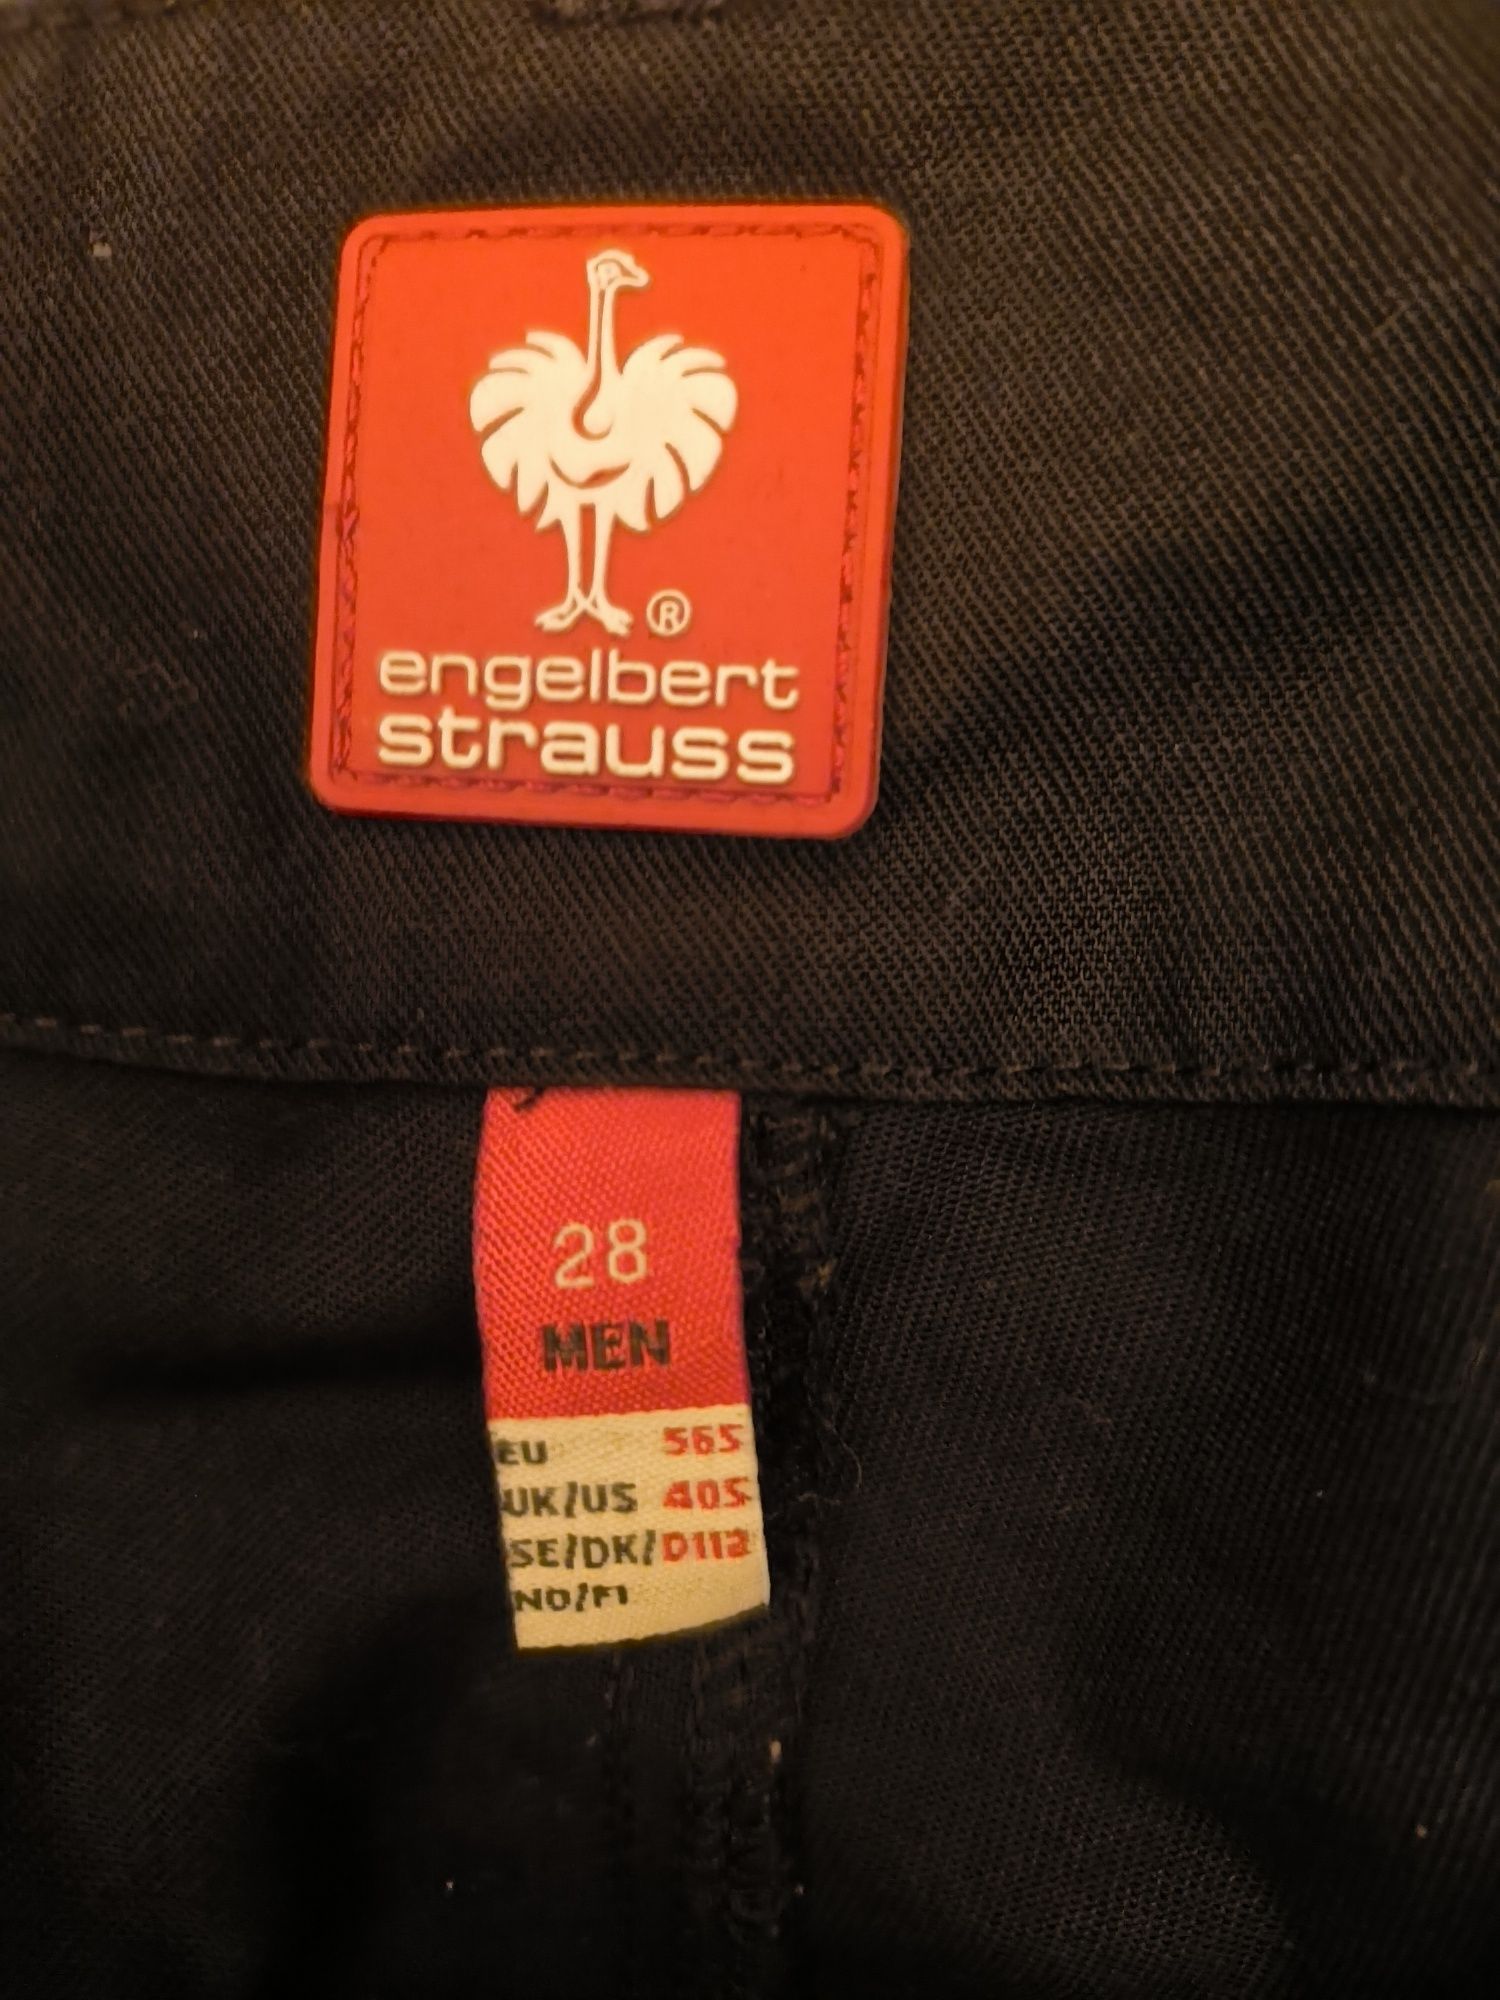 ®
engelbert
strauss
28
MEN
EU 56S
UK/US 40S
SE/DK/ D112
NO/FI